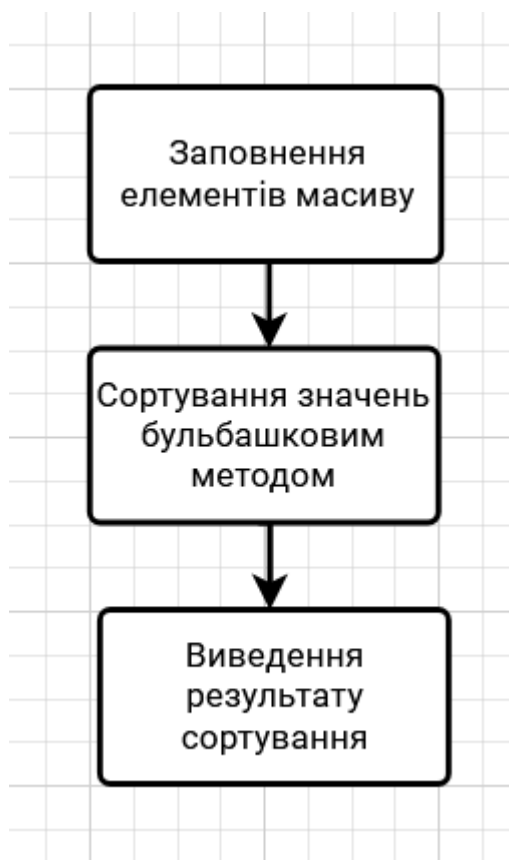 Заповнення
елементів масиву
Сортування значень
бульбашковим
методом
Виведення
результату
сортування